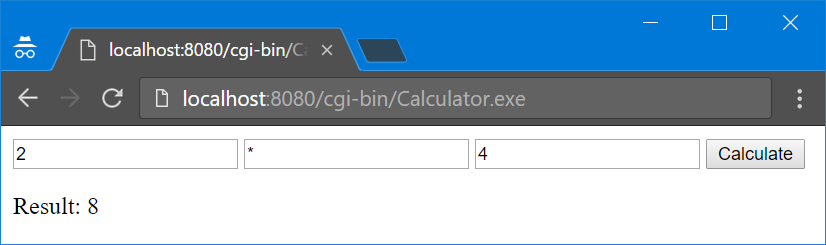 localhost:8080/cgi-bin/C
localhost:8080/cgi-bin/Calculator.exe
2 * 4 Calculate
Result: 8